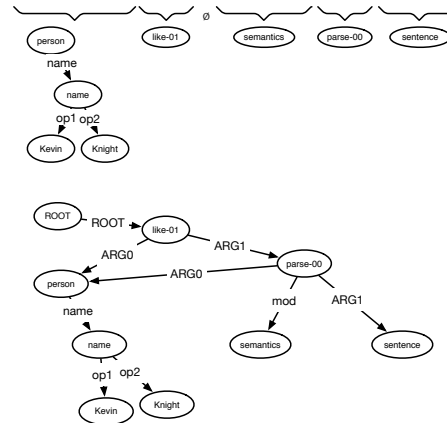 ∅
person like-01 semantics parse-00 sentence
name
name
op1 op2
Kevin Knight
ROOT ROOT like-01
ARG0 ARG1
person ARG0 parse-00
name mod ARG1
name semantics sentence
op1 op2
Kevin Knight